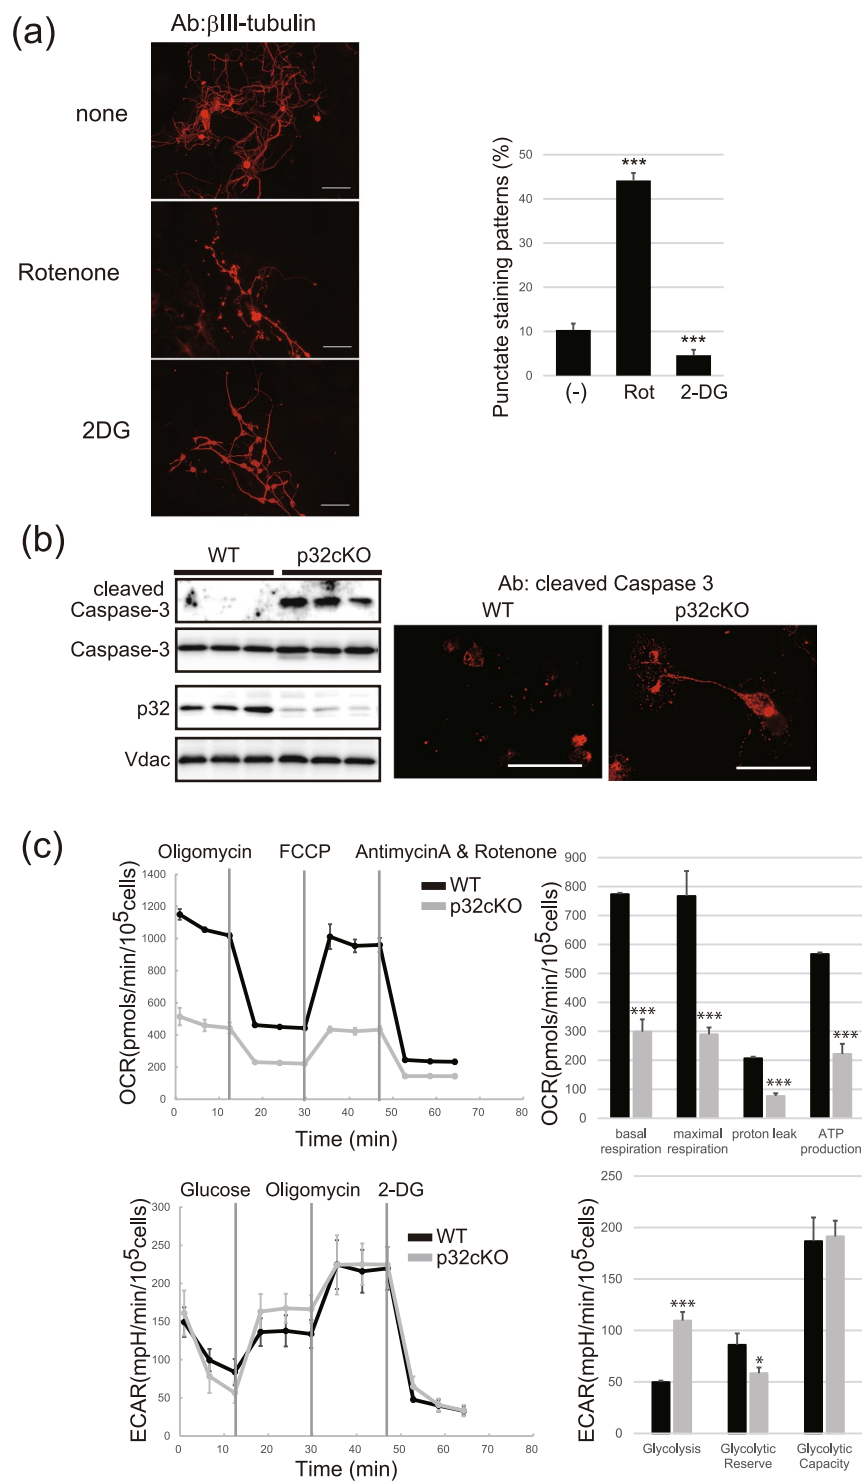 (a)
Ab:βIII-tubulin
none
Rotenone
2DG
Punctate staining patterns (%)
50
40
30
20
10
0
***
***
(-) Rot 2-DG
(b)
WT p32cKO
cleaved
Caspase-3
Caspase-3
p32
Vdac
Ab: cleaved Caspase 3
WT p32cKO
(c)
Oligomycin FCCP AntimycinA & Rotenone
OCR(pmols/min/10⁵cells)
1400
1200
1000
800
600
400
200
0
WT
p32cKO
0 10 20 30 40 50 60 70 80
Time (min)
OCR(pmols/min/10⁵cells)
900
800
700
600
500
400
300
200
100
0
***
***
***
***
basal maximal proton leak ATP
respiration respiration production
Glucose Oligomycin 2-DG
ECAR(mpH/min/10⁵cells)
300
250
200
150
100
50
0
WT
p32cKO
0 10 20 30 40 50 60 70 80
Time (min)
ECAR(mpH/min/10⁵cells)
250
200
150
100
50
0
***
*
Glycolysis Glycolytic Glycolytic
Reserve Capacity